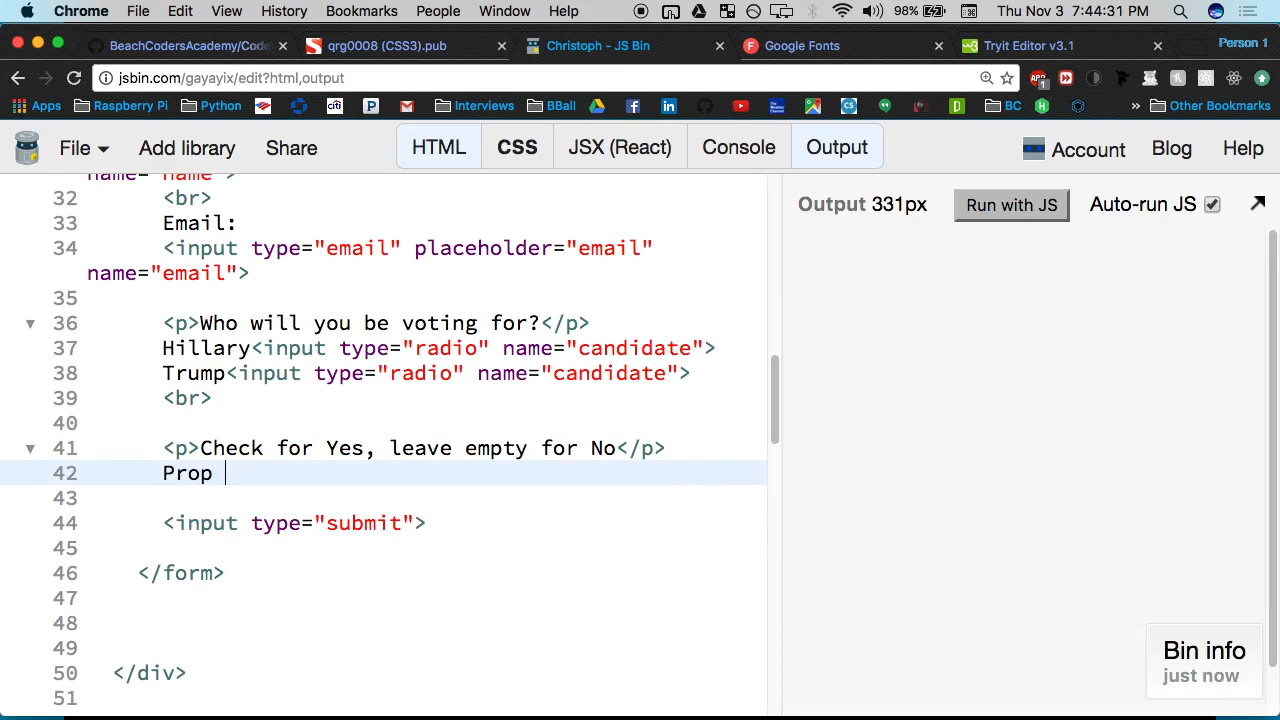 Chrome File Edit View History Bookmarks People Window Help 98% Thu Nov 3 7:44:31 PM
BeachCodersAcademy/Code × qrg0008 (CSS3).pub × Christoph - JS Bin × Google Fonts × Tryit Editor v3.1 × Person 1
jsbin.com/gayayix/edit?html,output
Apps Raspberry Pi Python Interviews BBall BC » Other Bookmarks
File Add library Share HTML CSS JSX (React) Console Output Account Blog Help
name="name">
32 <br>
33 Email:
34 <input type="email" placeholder="email"
name="email">
35
36 <p>Who will you be voting for?</p>
37 Hillary<input type="radio" name="candidate">
38 Trump<input type="radio" name="candidate">
39 <br>
40
41 <p>Check for Yes, leave empty for No</p>
42 Prop
43
44 <input type="submit">
45
46 </form>
47
48
49
50 </div>
51
Output 331px Run with JS Auto-run JS
Bin info
just now